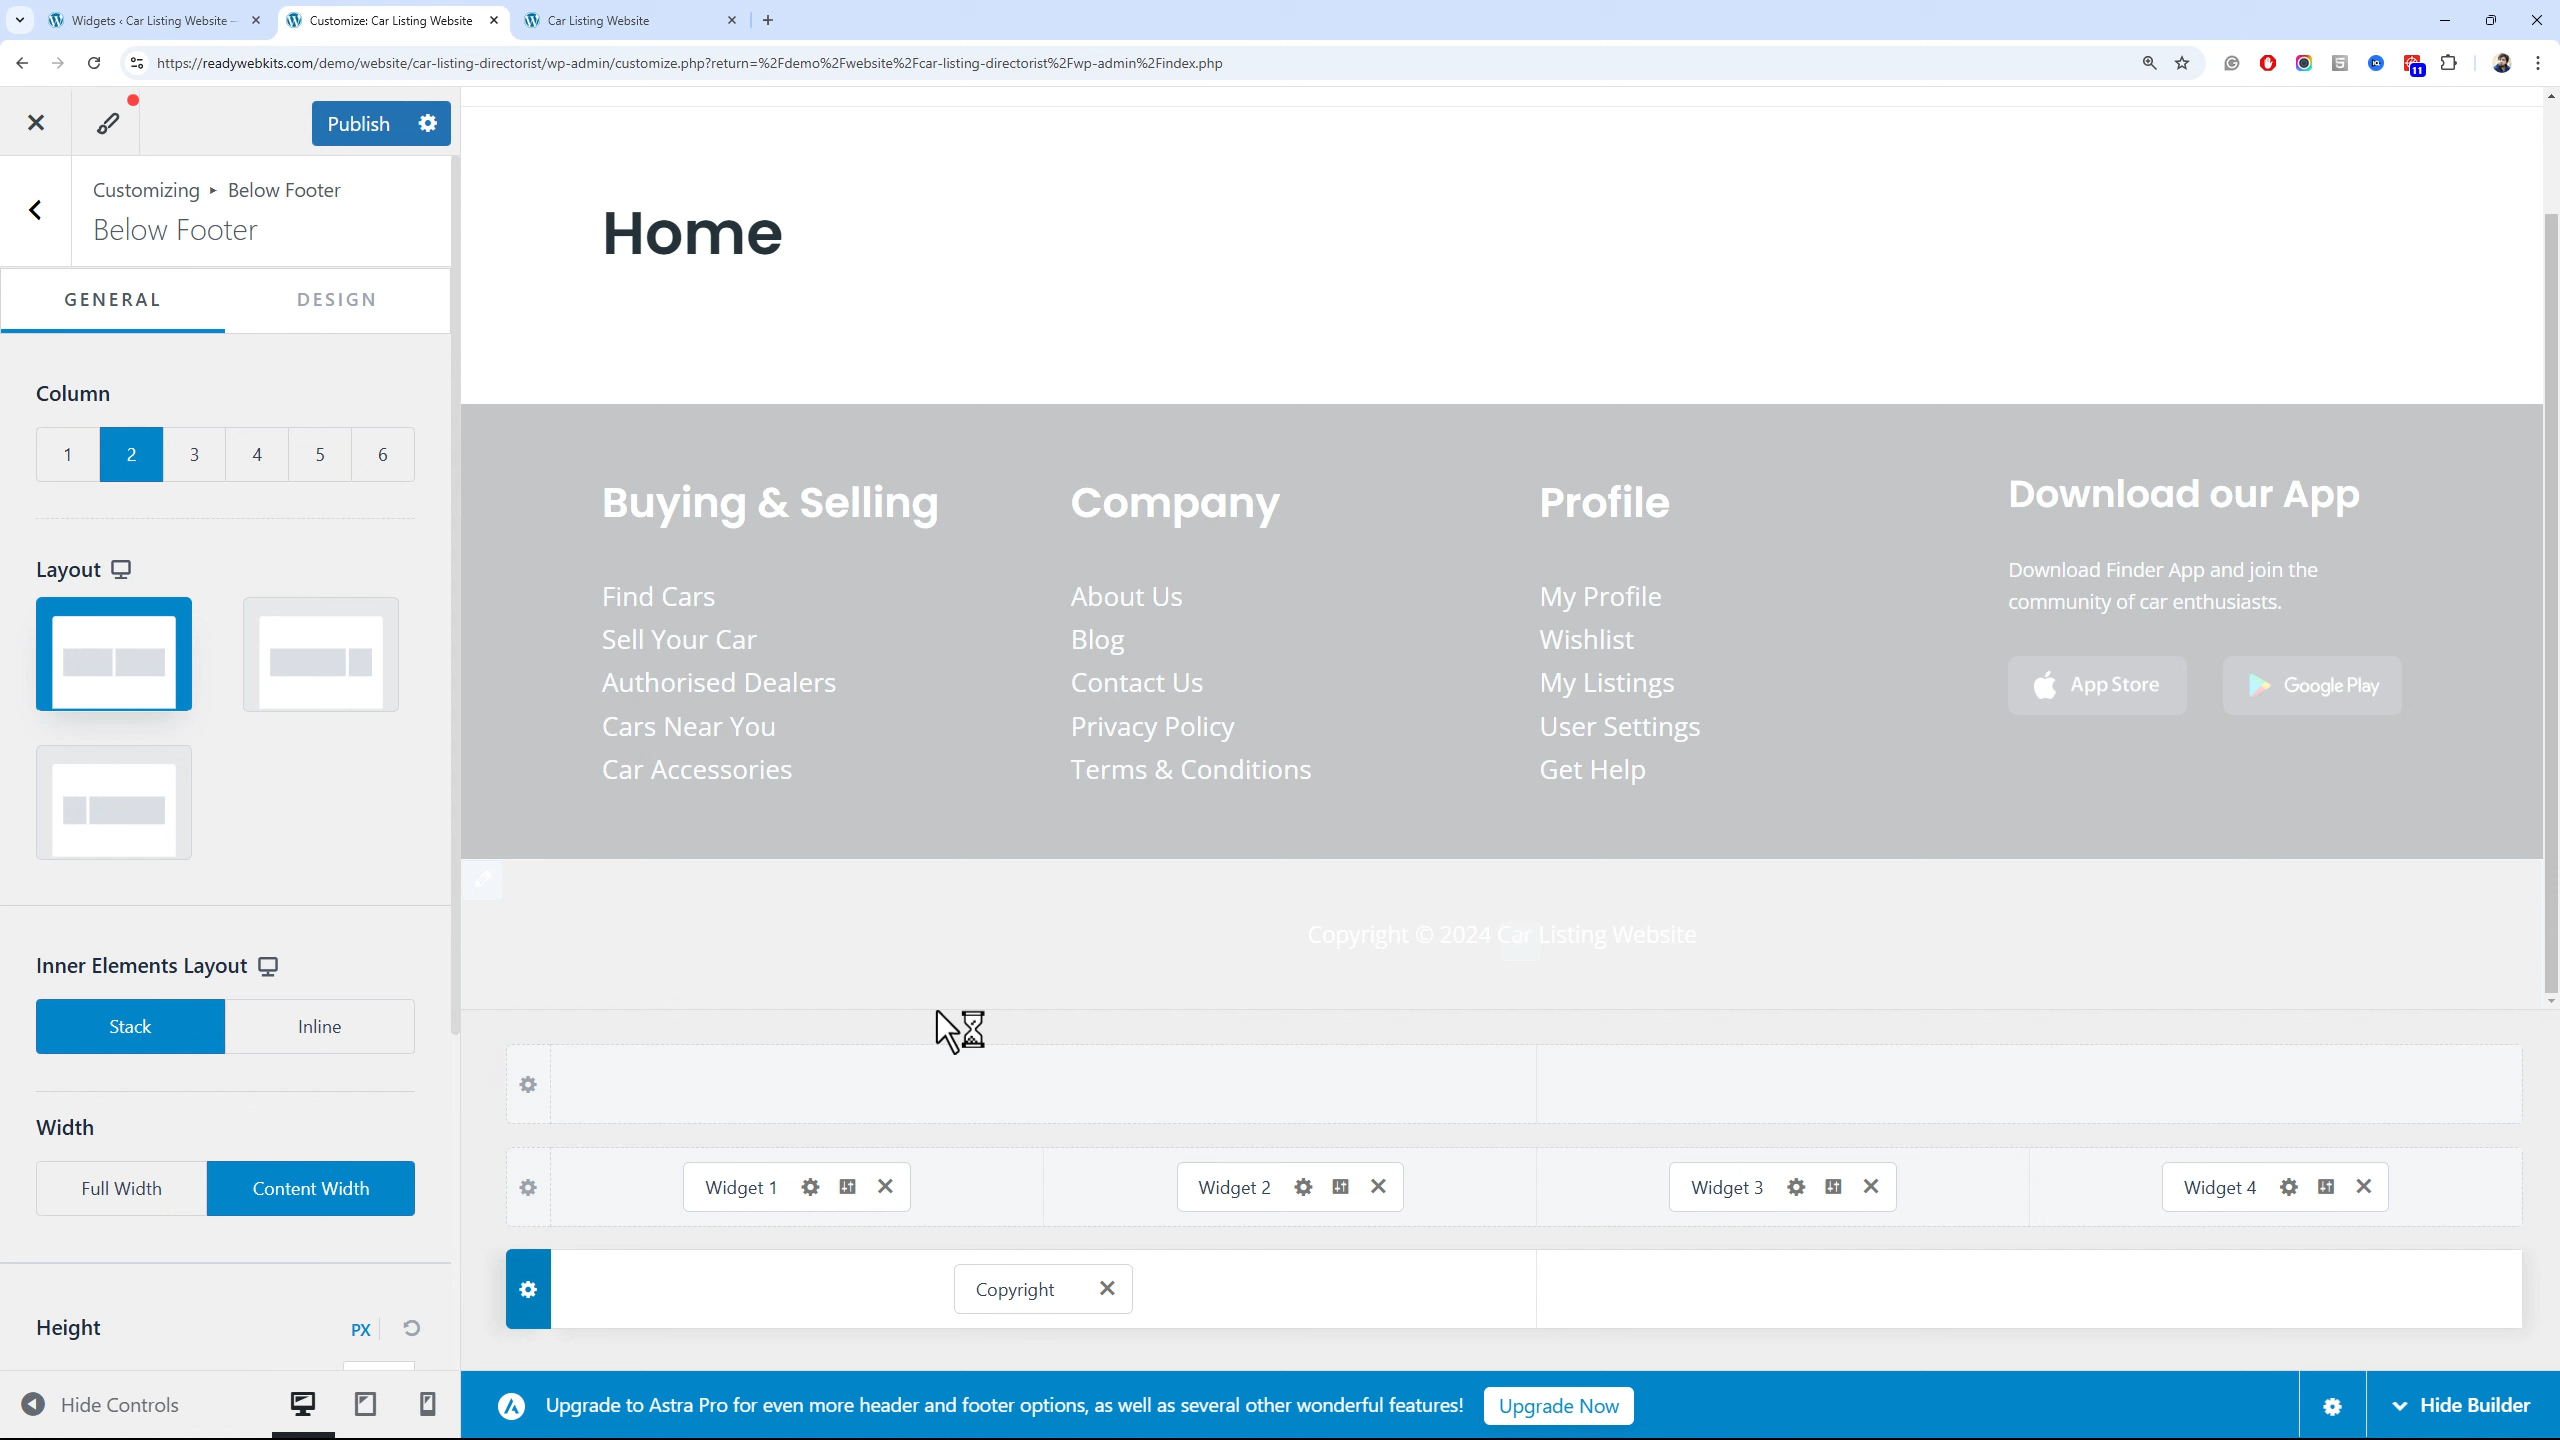 Widgets ‹ Car Listing Website —
Customize: Car Listing Website
Car Listing Website
https://readywebkits.com/demo/website/car-listing-directorist/wp-admin/customize.php?return=%2Fdemo%2Fwebsite%2Fcar-listing-directorist%2Fwp-admin%2Findex.php
11
Publish
Customizing ▸ Below Footer
Below Footer
GENERAL
DESIGN
Column
1 2 3 4 5 6
Layout
Inner Elements Layout
Stack
Inline
Width
Full Width
Content Width
Height
PX
Hide Controls
Home
Buying & Selling
Find Cars
Sell Your Car
Authorised Dealers
Cars Near You
Car Accessories
Company
About Us
Blog
Contact Us
Privacy Policy
Terms & Conditions
Profile
My Profile
Wishlist
My Listings
User Settings
Get Help
Download our App
Download Finder App and join the
community of car enthusiasts.
App Store
Google Play
Copyright © 2024 Car Listing Website
Widget 1
Widget 2
Widget 3
Widget 4
Copyright
Upgrade to Astra Pro for even more header and footer options, as well as several other wonderful features!
Upgrade Now
Hide Builder